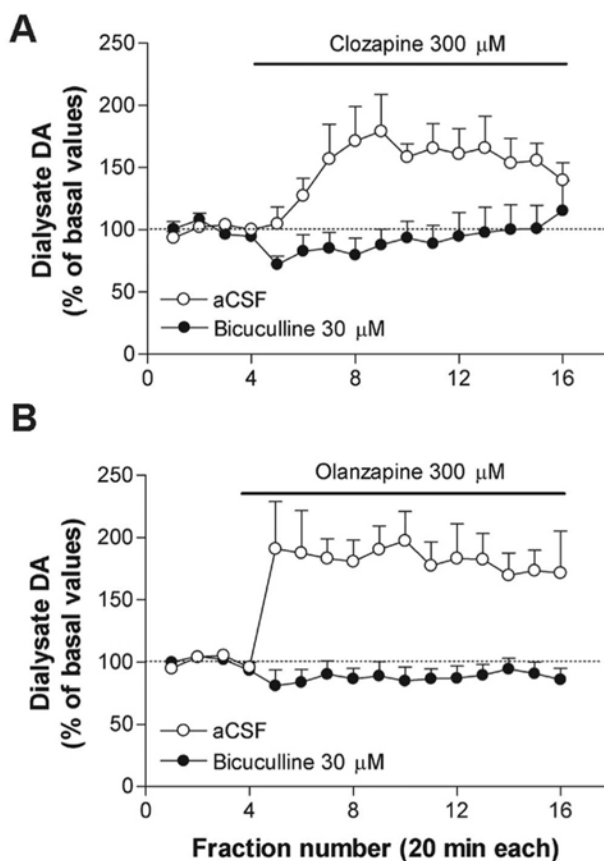 A
Clozapine 300 μM
250
200
150
100
50
0
Dialysate DA
(% of basal values)
aCSF
Bicuculline 30 μM
0 4 8 12 16
B
Olanzapine 300 μM
250
200
150
100
50
0
Dialysate DA
(% of basal values)
aCSF
Bicuculline 30 μM
0 4 8 12 16
Fraction number (20 min each)